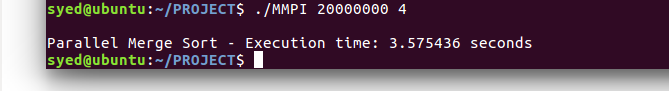 syed@ubuntu:~/PROJECT$ ./MMPI 20000000 4
Parallel Merge Sort - Execution time: 3.575436 seconds
syed@ubuntu:~/PROJECT$